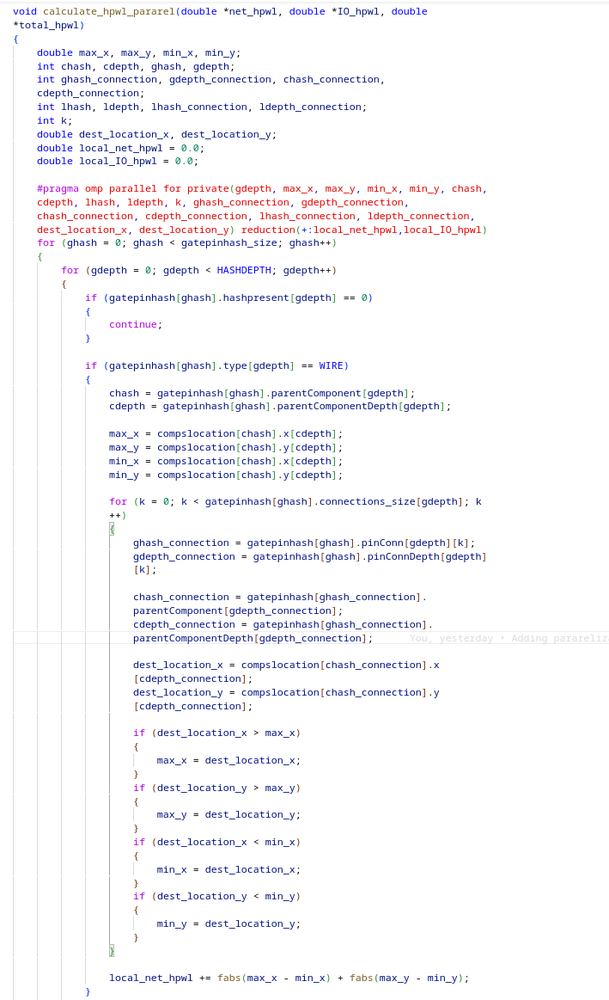 void calculate_hpwl_pararel(double *net_hpwl, double *IO_hpwl, double
*total_hpwl)
{
double max_x, max_y, min_x, min_y;
int chash, cdepth, ghash, gdepth;
int ghash_connection, gdepth_connection, chash_connection,
cdepth_connection;
int lhash, ldepth, lhash_connection, ldepth_connection;
int k;
double dest_location_x, dest_location_y;
double local_net_hpwl = 0.0;
double local_IO_hpwl = 0.0;
#pragma omp parallel for private(gdepth, max_x, max_y, min_x, min_y, chash,
cdepth, lhash, ldepth, k, ghash_connection, gdepth_connection,
chash_connection, cdepth_connection, lhash_connection, ldepth_connection,
dest_location_x, dest_location_y) reduction(+:local_net_hpwl,local_IO_hpwl)
for (ghash = 0; ghash < gatepinhash_size; ghash++)
{
for (gdepth = 0; gdepth < HASHDEPTH; gdepth++)
{
if (gatepinhash[ghash].hashpresent[gdepth] == 0)
{
continue;
}
if (gatepinhash[ghash].type[gdepth] == WIRE)
{
chash = gatepinhash[ghash].parentComponent[gdepth];
cdepth = gatepinhash[ghash].parentComponentDepth[gdepth];
max_x = compslocation[chash].x[cdepth];
max_y = compslocation[chash].y[cdepth];
min_x = compslocation[chash].x[cdepth];
min_y = compslocation[chash].y[cdepth];
for (k = 0; k < gatepinhash[ghash].connections_size[gdepth]; k
++)
{
ghash_connection = gatepinhash[ghash].pinConn[gdepth][k];
gdepth_connection = gatepinhash[ghash].pinConnDepth[gdepth]
[k];
chash_connection = gatepinhash[ghash_connection].
parentComponent[gdepth_connection];
cdepth_connection = gatepinhash[ghash_connection].
parentComponentDepth[gdepth_connection]; You, yesterday • Adding parareliz
dest_location_x = compslocation[chash_connection].x
[cdepth_connection];
dest_location_y = compslocation[chash_connection].y
[cdepth_connection];
if (dest_location_x > max_x)
{
max_x = dest_location_x;
}
if (dest_location_y > max_y)
{
max_y = dest_location_y;
}
if (dest_location_x < min_x)
{
min_x = dest_location_x;
}
if (dest_location_y < min_y)
{
min_y = dest_location_y;
}
}
local_net_hpwl += fabs(max_x - min_x) + fabs(max_y - min_y);
}